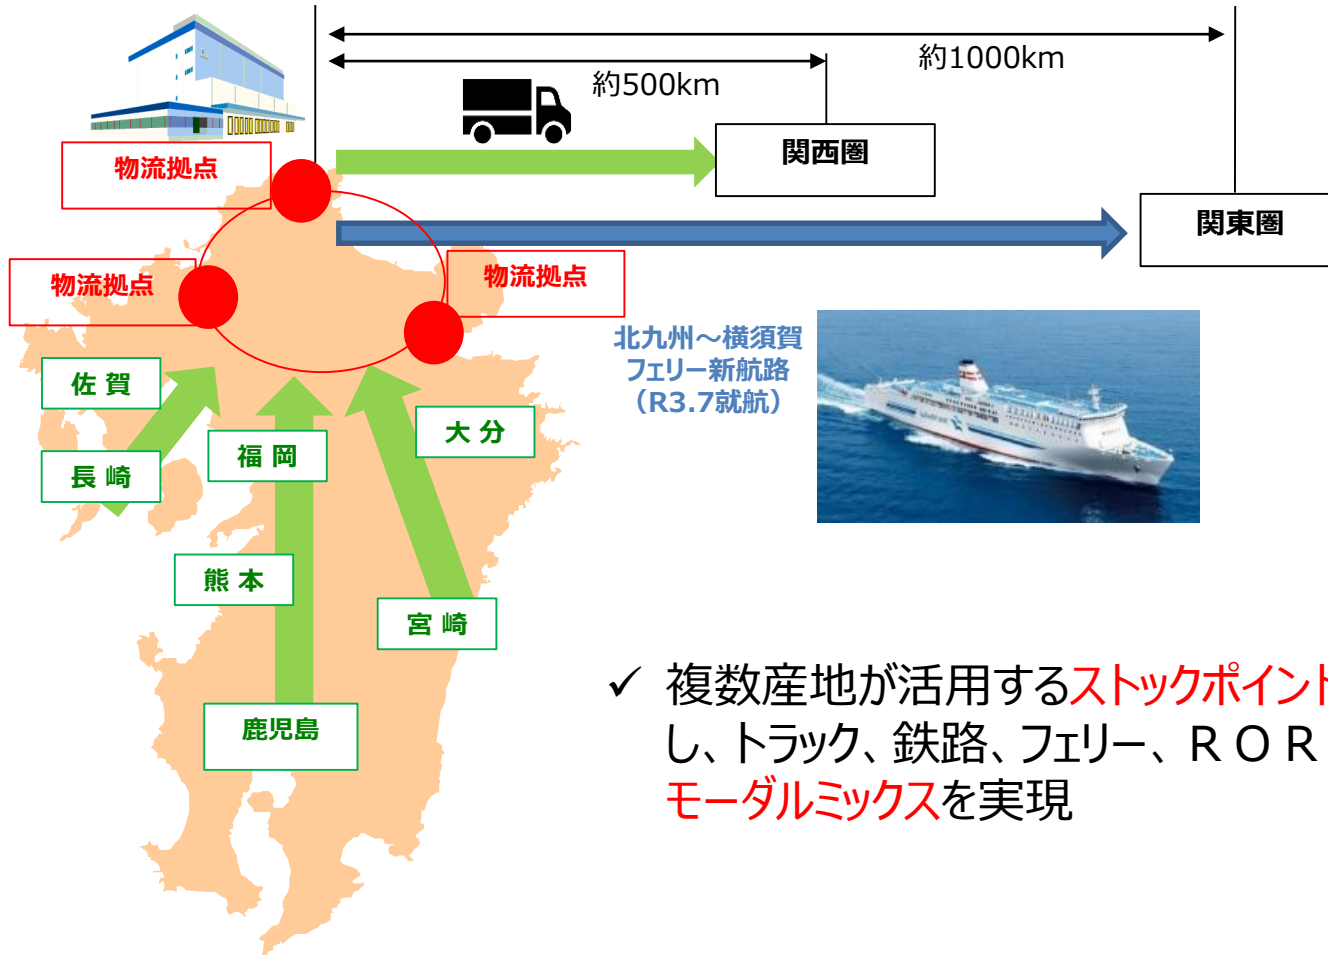 約1000km
約500km
関西圏
物流拠点
関東圏
物流拠点
物流拠点
北九州～横須賀
フェリー新航路
（R3.7就航）
佐 賀
大 分
福 岡
長 崎
熊 本
宮 崎
鹿児島
✓ 複数産地が活用するストックポイント
し、トラック、鉄路、フェリー、ＲＯＲ
モーダルミックスを実現